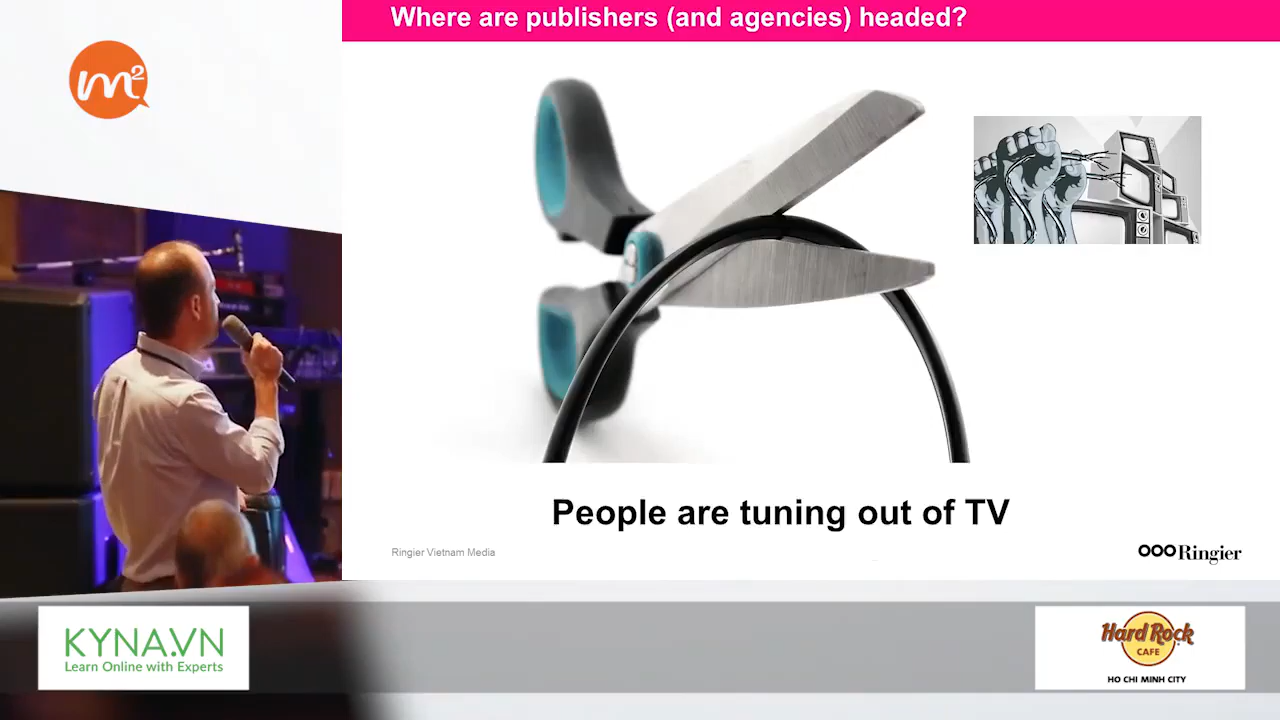 Where are publishers (and agencies) headed?
m2
People are tuning out of TV
Ringier Vietnam Media
Ringier
KYNA.VN
Learn Online with Experts
Hard Rock
CAFE
HO CHI MINH CITY